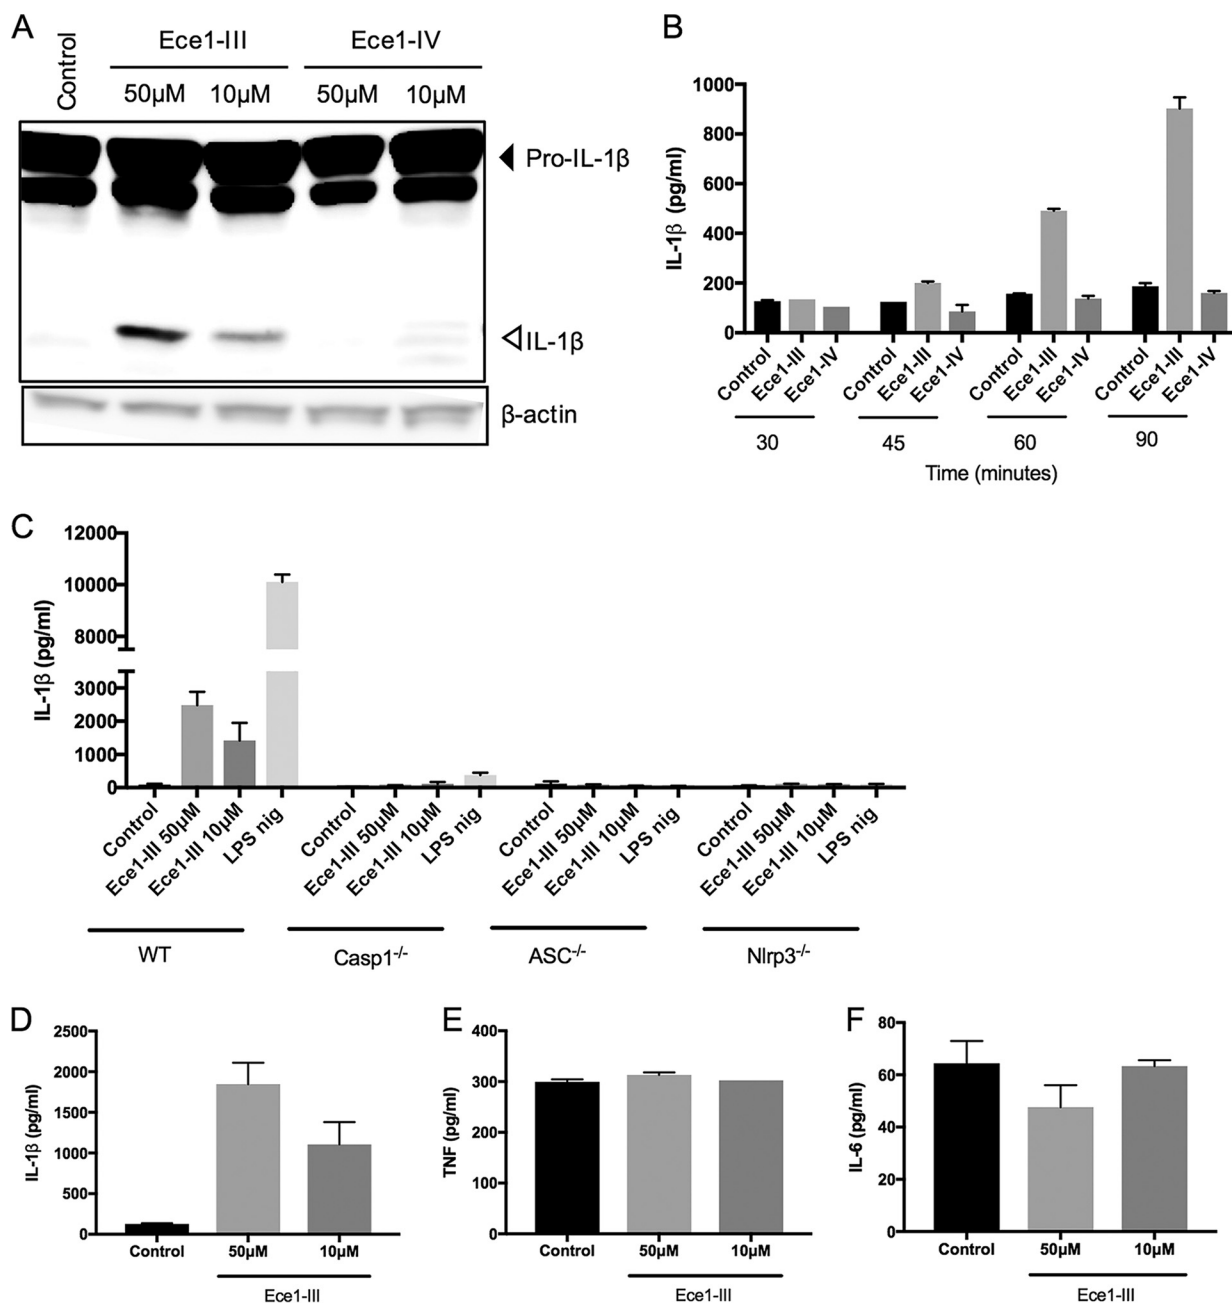 A
Control
Ece1-III
Ece1-IV
50µM 10µM 50µM 10µM
Pro-IL-1β
IL-1β
β-actin
B
IL-1β (pg/ml)
1000
800
600
400
200
0
Control Ece1-III Ece1-IV Control Ece1-III Ece1-IV Control Ece1-III Ece1-IV Control Ece1-III Ece1-IV
30 45 60 90
Time (minutes)
C
IL-1β (pg/ml)
12000
10000
8000
3000
2000
1000
0
Control Ece1-III 50µM Ece1-III 10µM LPS nig Control Ece1-III 50µM Ece1-III 10µM LPS nig Control Ece1-III 50µM Ece1-III 10µM LPS nig Control Ece1-III 50µM Ece1-III 10µM LPS nig
WT Casp1-/- ASC-/- Nlrp3-/-
D
IL-1β (pg/ml)
2500
2000
1500
1000
500
0
Control 50µM 10µM
Ece1-III
E
TNF (pg/ml)
400
300
200
100
0
Control 50µM 10µM
Ece1-III
F
IL-6 (pg/ml)
80
60
40
20
0
Control 50µM 10µM
Ece1-III